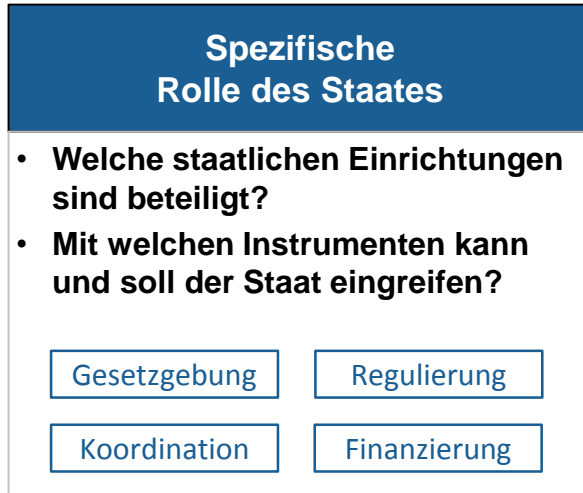 Spezifische
Rolle des Staates
• Welche staatlichen Einrichtungen
sind beteiligt?
• Mit welchen Instrumenten kann
und soll der Staat eingreifen?
Gesetzgebung Regulierung
Koordination Finanzierung